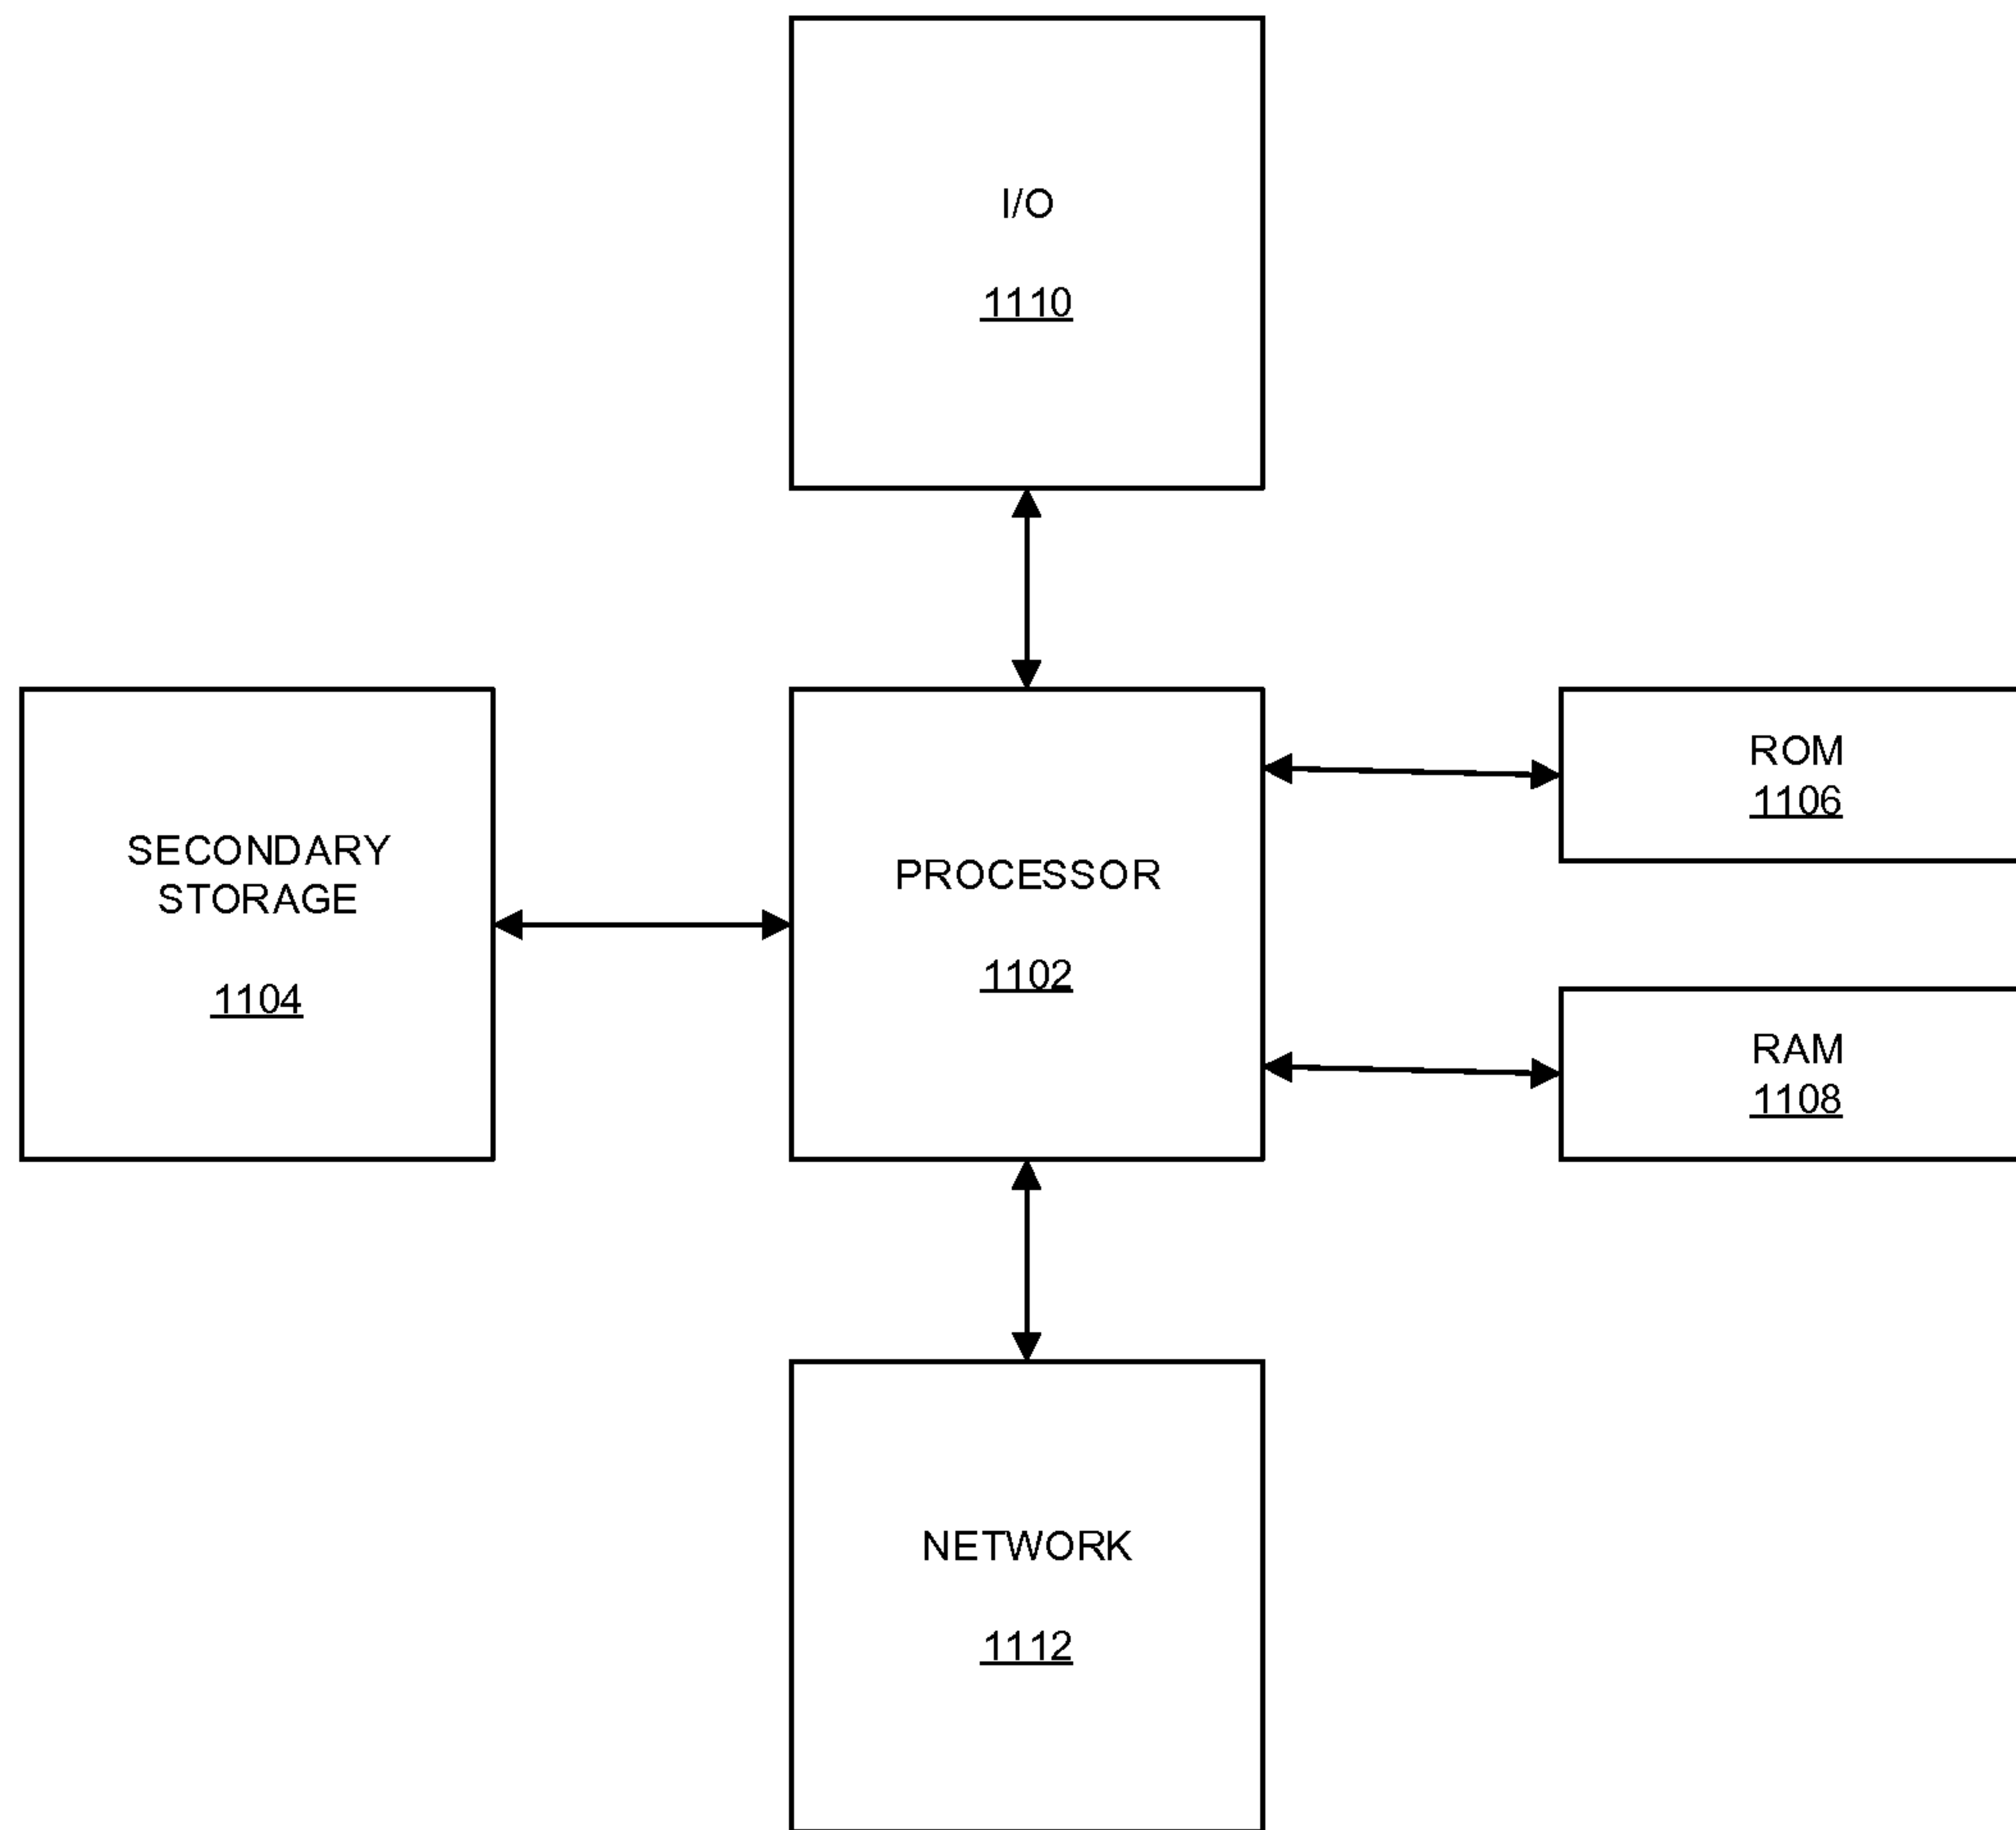 I/O
1110
SECONDARY
STORAGE
1104
PROCESSOR
1102
ROM
1106
RAM
1108
NETWORK
1112